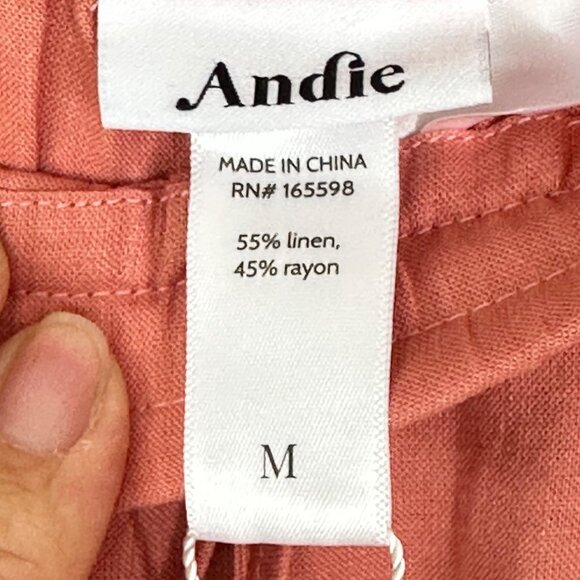 Andie
MADE IN CHINA
RN# 165598
55% linen,
45% rayon
M